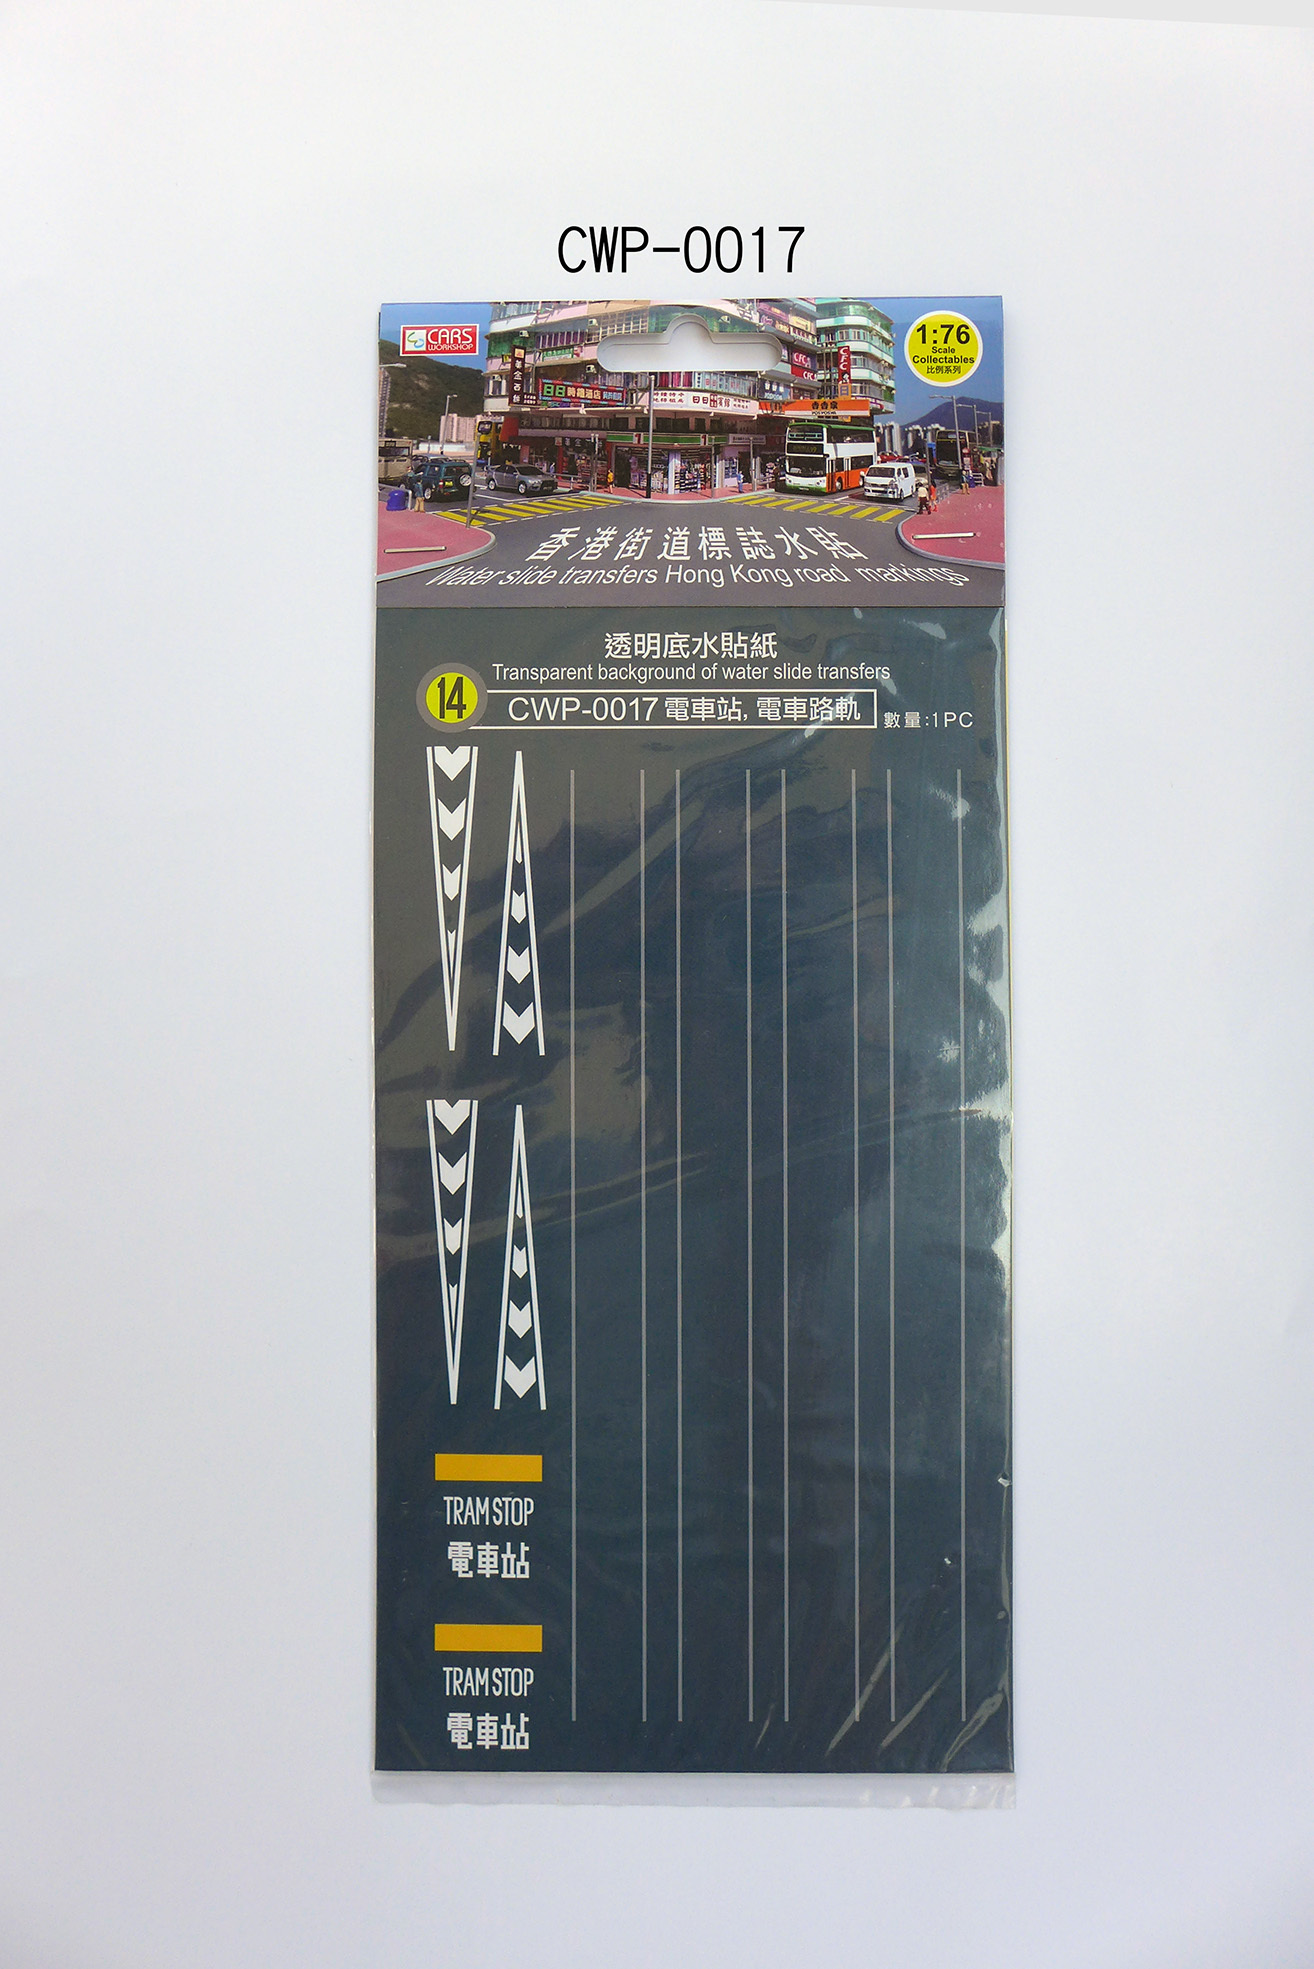 CWP-0017
CARS
WORKSHOP
1:76
Scale
Collectables
比例系列
CFC
CFC
香港街道標誌水貼
Water slide transfers Hong Kong road markings
透明底水貼紙
Transparent background of water slide transfers
14
CWP-0017 電車站, 電車路軌
數量:1PC
TRAM STOP
電車站
TRAM STOP
電車站